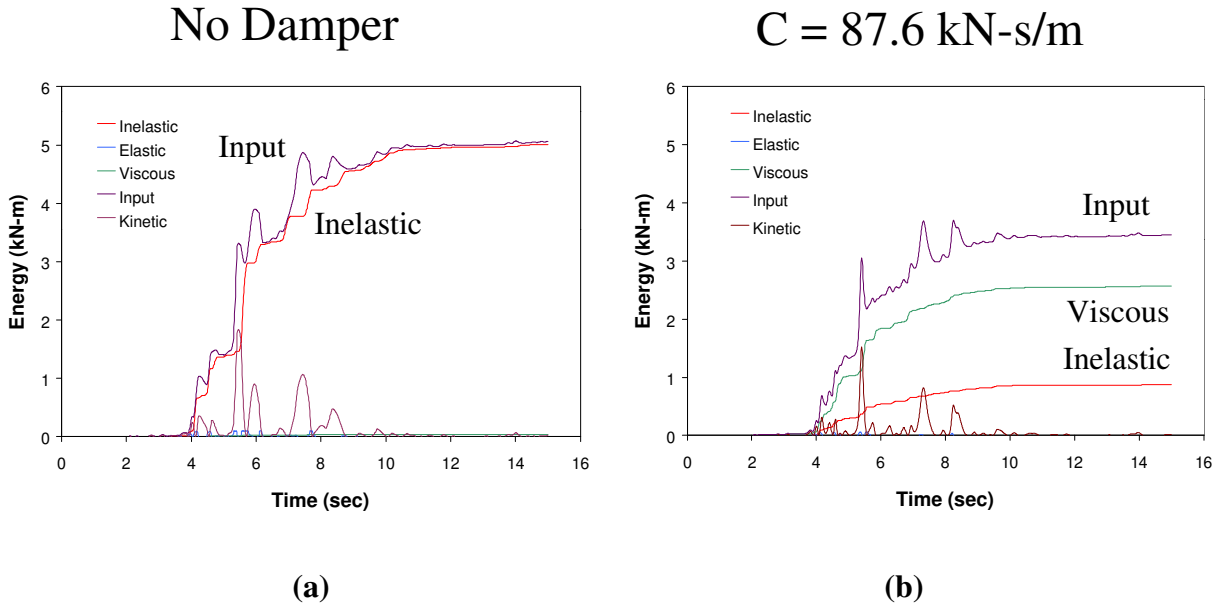 No Damper
6
5
4
3
2
1
0
Energy (kN-m)
Inelastic
Elastic
Viscous
Input
Kinetic
Input
Inelastic
0 2 4 6 8 10 12 14 16
Time (sec)
(a)
C = 87.6 kN-s/m
6
5
4
3
2
1
0
Energy (kN-m)
Inelastic
Elastic
Viscous
Input
Kinetic
Input
Viscous
Inelastic
0 2 4 6 8 10 12 14 16
Time (sec)
(b)